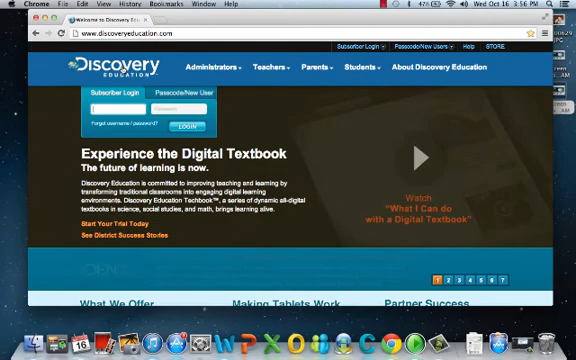 Chrome File Edit View History Bookmarks Window Help
47% Wed Oct 16 3:56 PM
Welcome to Discovery Educati
www.discoveryeducation.com
Subscriber Login Passcode/New Users Help STORE
Discovery
EDUCATION
Administrators Teachers Parents Students About Discovery Education
Subscriber Login Passcode/New User
Password
Forgot username / password?
LOGIN
Experience the Digital Textbook
The future of learning is now.
Discovery Education is committed to improving teaching and learning by
transforming traditional classrooms into engaging digital learning
environments. Discovery Education Techbook™, a series of dynamic all-digital
textbooks in science, social studies, and math, brings learning alive.
Start Your Trial Today
See District Success Stories
Watch
"What I Can do
with a Digital Textbook"
1 2 3 4 5 6 7
What We Offer Making Tablets Work Partner Success